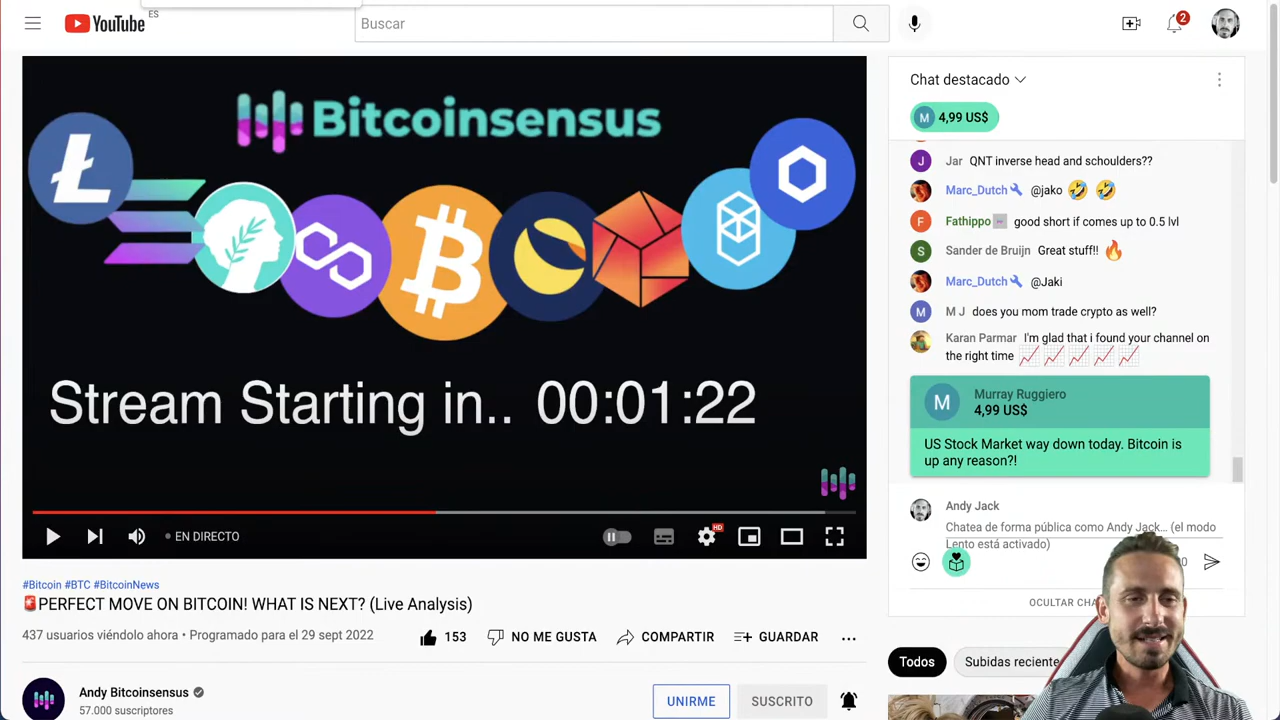 YouTube
ES
Buscar
2
Bitcoinsensus
Stream Starting in.. 00:01:22
EN DIRECTO
HD
#Bitcoin #BTC #BitcoinNews
🚨PERFECT MOVE ON BITCOIN! WHAT IS NEXT? (Live Analysis)
437 usuarios viéndolo ahora • Programado para el 29 sept 2022
153
NO ME GUSTA
COMPARTIR
GUARDAR
Andy Bitcoinsensus
57.000 suscriptores
UNIRME
SUSCRITO
Chat destacado
M 4,99 US$
J Jar QNT inverse head and schoulders??
Marc_Dutch @jako 🤣 🤣
F Fathippo good short if comes up to 0.5 lvl
S Sander de Bruijn Great stuff!! 🔥
Marc_Dutch @Jaki
M M J does you mom trade crypto as well?
Karan Parmar I'm glad that i found your channel on
the right time 📈 📈 📈 📈 📈
M Murray Ruggiero
4,99 US$
US Stock Market way down today. Bitcoin is
up any reason?!
Andy Jack
Chatea de forma pública como Andy Jack... (el modo
Lento está activado)
OCULTAR
Todos
Subidas